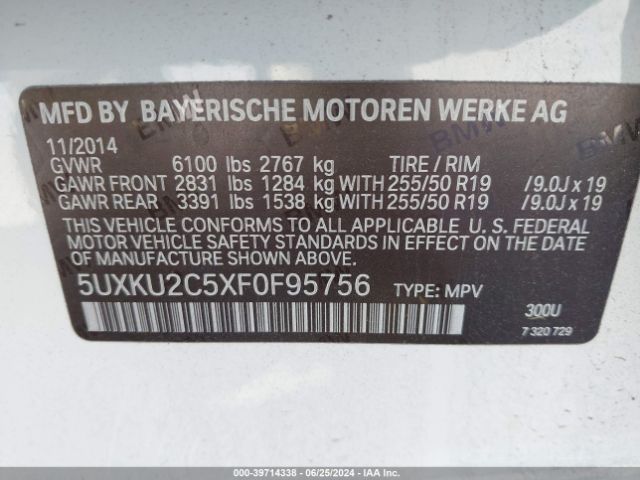 MFD BY BAYERISCHE MOTOREN WERKE AG
11/2014
GVWR 6100 lbs 2767 kg TIRE / RIM
GAWR FRONT 2831 lbs 1284 kg WITH 255/50 R19 /9.0J x 19
GAWR REAR 3391 lbs 1538 kg WITH 255/50 R19 /9.0J x 19
THIS VEHICLE CONFORMS TO ALL APPLICABLE U. S. FEDERAL
MOTOR VEHICLE SAFETY STANDARDS IN EFFECT ON THE
DATE OF MANUFACTURE SHOWN ABOVE.
5UXKU2C5XF0F95756 TYPE: MPV
300U
7 320 729
000-39714338 - 06/25/2024 - IAAI.COM